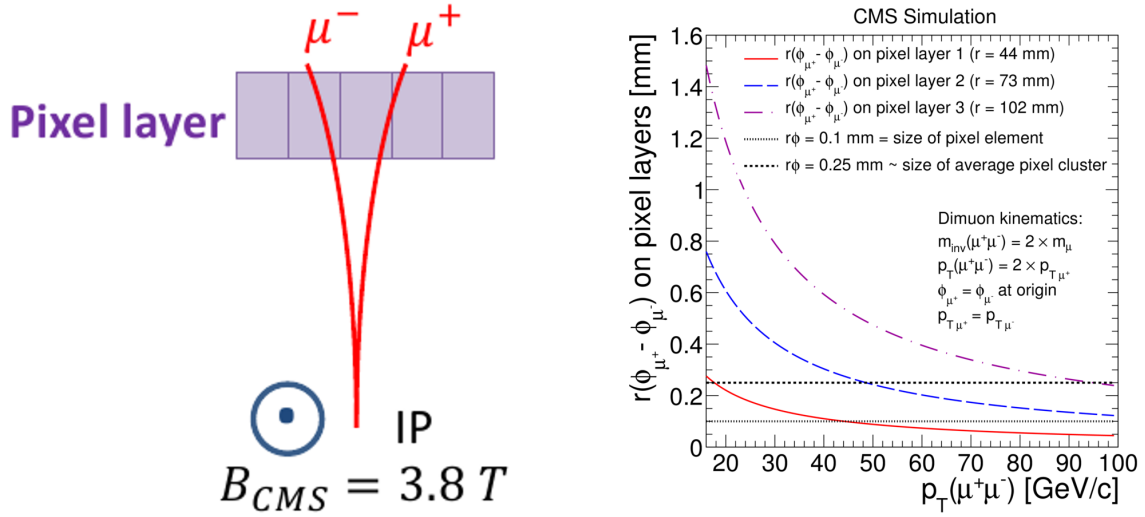 μ⁻ μ⁺
Pixel layer
IP
B_CMS = 3.8 T
CMS Simulation
r(ϕ_μ⁺ - ϕ_μ⁻) on pixel layers [mm]
1.6
1.4
1.2
1
0.8
0.6
0.4
0.2
0
r(ϕ_μ⁺ - ϕ_μ⁻) on pixel layer 1 (r = 44 mm)
r(ϕ_μ⁺ - ϕ_μ⁻) on pixel layer 2 (r = 73 mm)
r(ϕ_μ⁺ - ϕ_μ⁻) on pixel layer 3 (r = 102 mm)
rϕ = 0.1 mm = size of pixel element
rϕ = 0.25 mm ~ size of average pixel cluster
Dimuon kinematics:
m_inv(μ⁺μ⁻) = 2 × m_μ
p_T(μ⁺μ⁻) = 2 × p_T μ⁺
ϕ_μ⁺ = ϕ_μ⁻ at origin
p_T μ⁺ = p_T μ⁻
20 30 40 50 60 70 80 90 100
p_T(μ⁺μ⁻) [GeV/c]